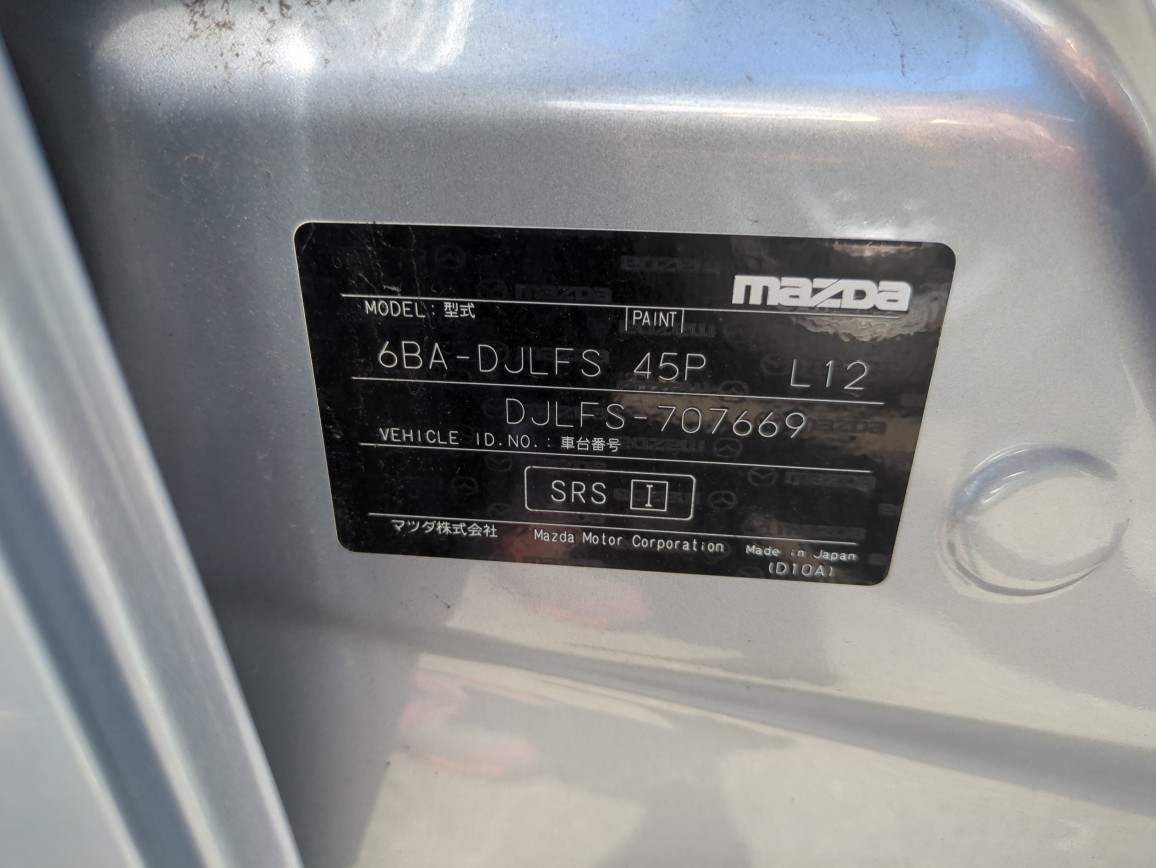 mazda
MODEL: 型式 PAINT
6BA-DJLFS 45P L12
DJLFS-707669
VEHICLE ID.NO.: 車台番号
SRS I
マツダ株式会社 Mazda Motor Corporation Made in Japan
(D10A)